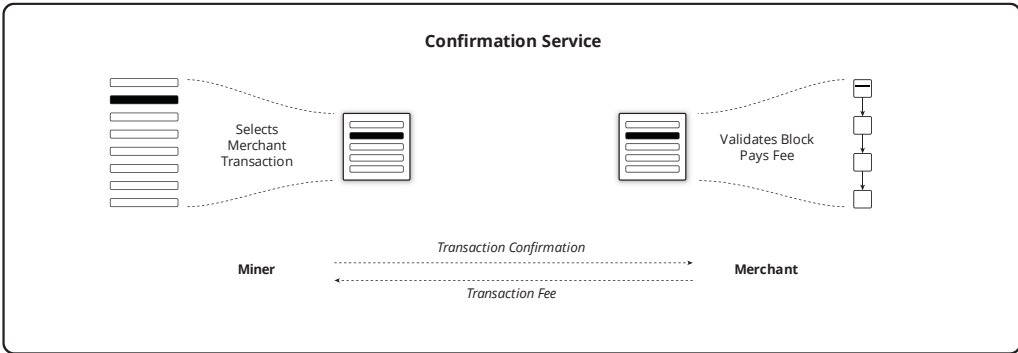 Confirmation Service
Selects
Merchant
Transaction
Validates Block
Pays Fee
Transaction Confirmation
Miner
Merchant
Transaction Fee